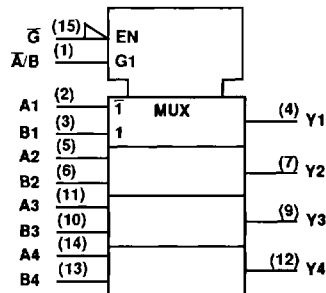 G̅ (15) EN
A̅/B (1) G1
A1 (2) 1̅ MUX (4) Y1
B1 (3) 1
A2 (5)
B2 (6) (7) Y2
A3 (11)
B3 (10) (9) Y3
A4 (14)
B4 (13) (12) Y4